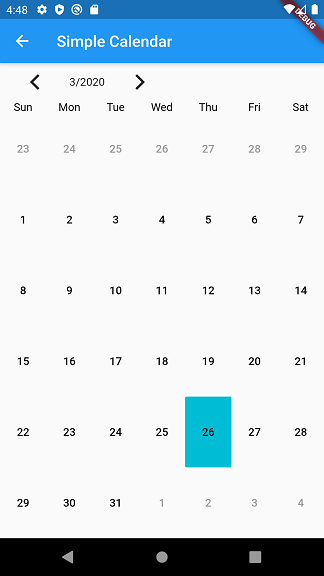 4:48
DEBUG
Simple Calendar
3/2020
Sun Mon Tue Wed Thu Fri Sat
23 24 25 26 27 28 29
1 2 3 4 5 6 7
8 9 10 11 12 13 14
15 16 17 18 19 20 21
22 23 24 25 26 27 28
29 30 31 1 2 3 4